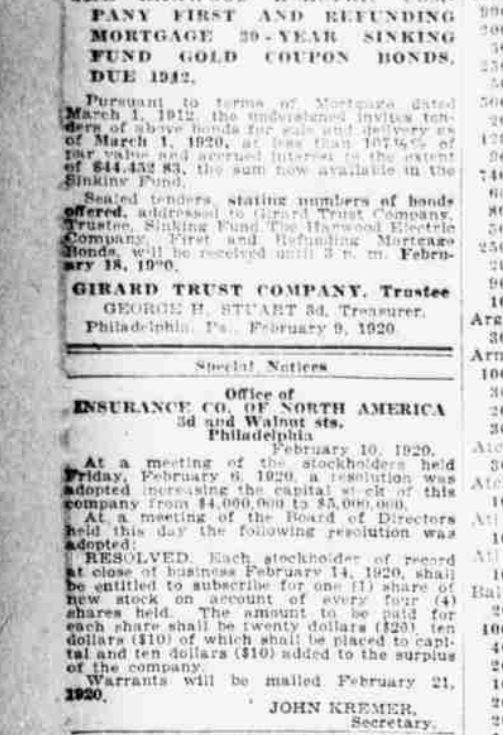 PANY FIRST AND REFUNDING
MORTGAGE 30-YEAR SINKING
FUND GOLD COUPON BONDS,
DUE 1942.
Pursuant to terms of Mortgage dated
March 1, 1912, the undersigned invites ten-
ders of above bonds for sale and delivery as
of March 1, 1920, at less than 107½% of
par value and accrued interest to the extent
of $44,452 83, the sum now available in the
Sinking Fund.
Sealed tenders, stating numbers of bonds
offered, addressed to Girard Trust Company,
Trustee, Sinking Fund The Harwood Electric
Company, First and Refunding Mortgage
Bonds, will be received until 3 p. m. Febru-
ary 18, 1920.
GIRARD TRUST COMPANY, Trustee
GEORGE H. STUART 3d, Treasurer.
Philadelphia, Pa., February 9, 1920
Special Notices
Office of
INSURANCE CO. OF NORTH AMERICA
3d and Walnut sts.
Philadelphia
February 10, 1920.
At a meeting of the stockholders held
Friday, February 6, 1920, a resolution was
adopted increasing the capital stock of this
company from $4,000,000 to $5,000,000.
At a meeting of the Board of Directors
held this day the following resolution was
adopted:
RESOLVED, Each stockholder of record
at close of business February 14, 1920, shall
be entitled to subscribe for one (1) share of
new stock on account of every four (4)
shares held. The amount to be paid for
each share shall be twenty dollars ($20) ten
dollars ($10) of which shall be placed to capi-
tal and ten dollars ($10) added to the surplus
of the company.
Warrants will be mailed February 21,
1920.
JOHN KREMER,
Secretary.